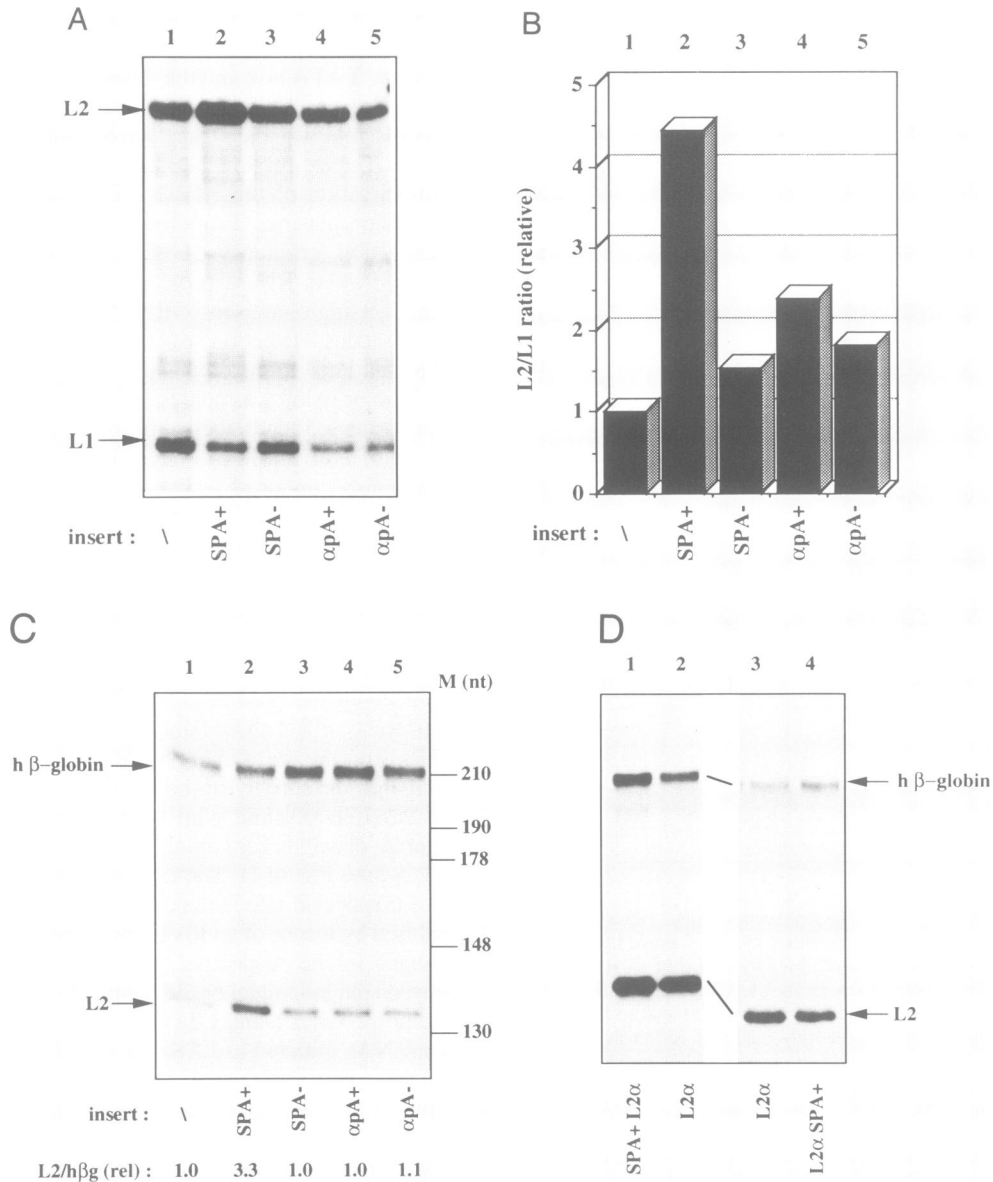 A
1 2 3 4 5
L2
L1
insert : \ SPA+ SPA- αpA+ αpA-
B
1 2 3 4 5
L2/L1 ratio (relative)
5
4
3
2
1
0
insert : \ SPA+ SPA- αpA+ αpA-
C
1 2 3 4 5
M (nt)
h β-globin
210
190
178
148
L2
130
insert : \ SPA+ SPA- αpA+ αpA-
L2/hβg (rel) : 1.0 3.3 1.0 1.0 1.1
D
1 2 3 4
h β-globin
L2
SPA+ L2α L2α L2α L2α SPA+